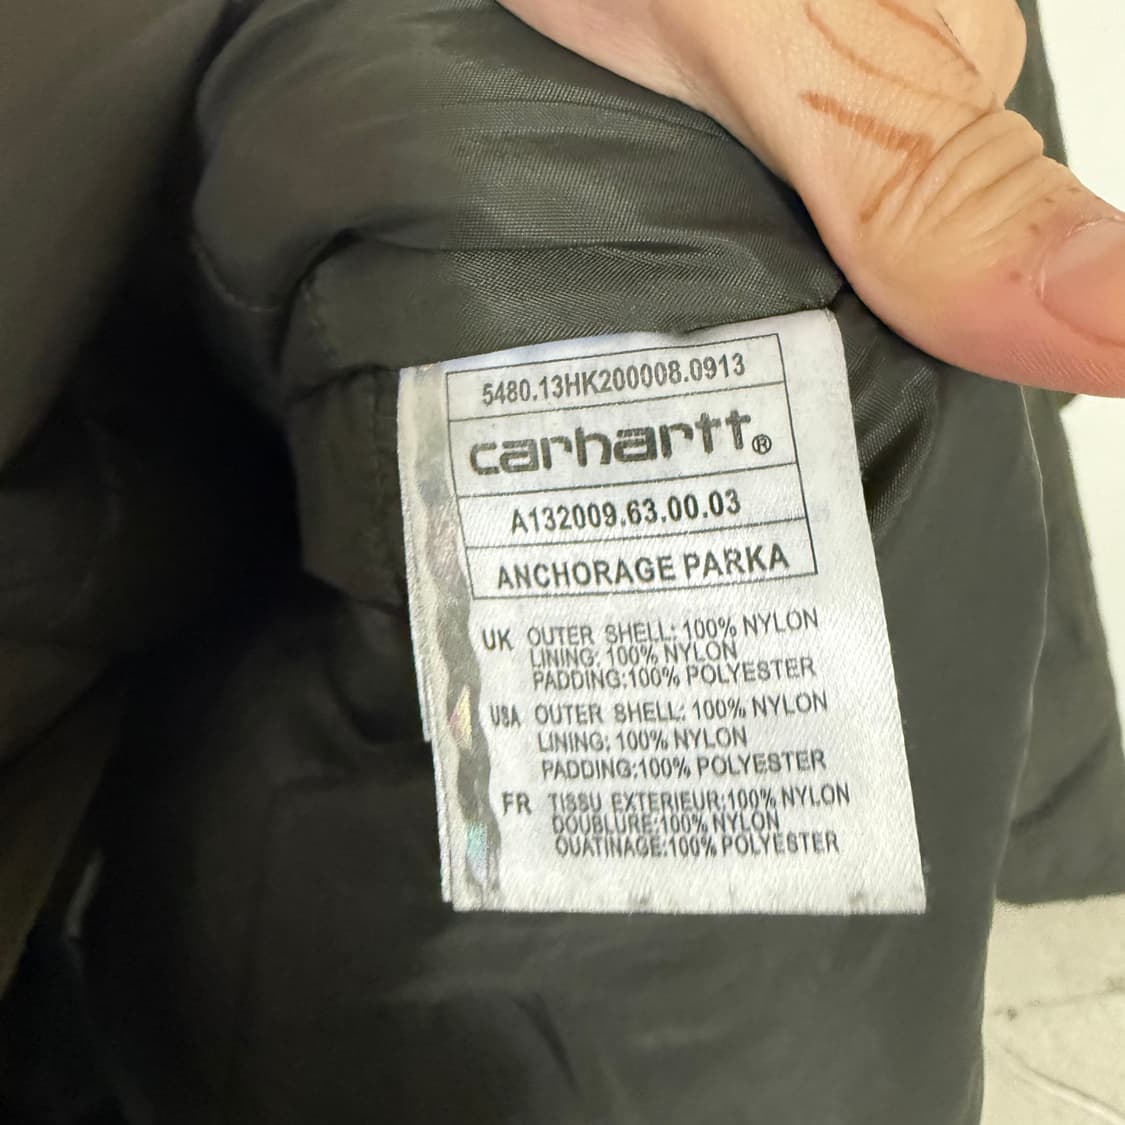 5480.13HK200008.0913
carhartt®
A132009.63.00.03
ANCHORAGE PARKA
UK OUTER SHELL: 100% NYLON
LINING: 100% NYLON
PADDING:100% POLYESTER
USA OUTER SHELL: 100% NYLON
LINING: 100% NYLON
PADDING:100% POLYESTER
FR TISSU EXTERIEUR:100% NYLON
DOUBLURE:100% NYLON
OUATINAGE:100% POLYESTER